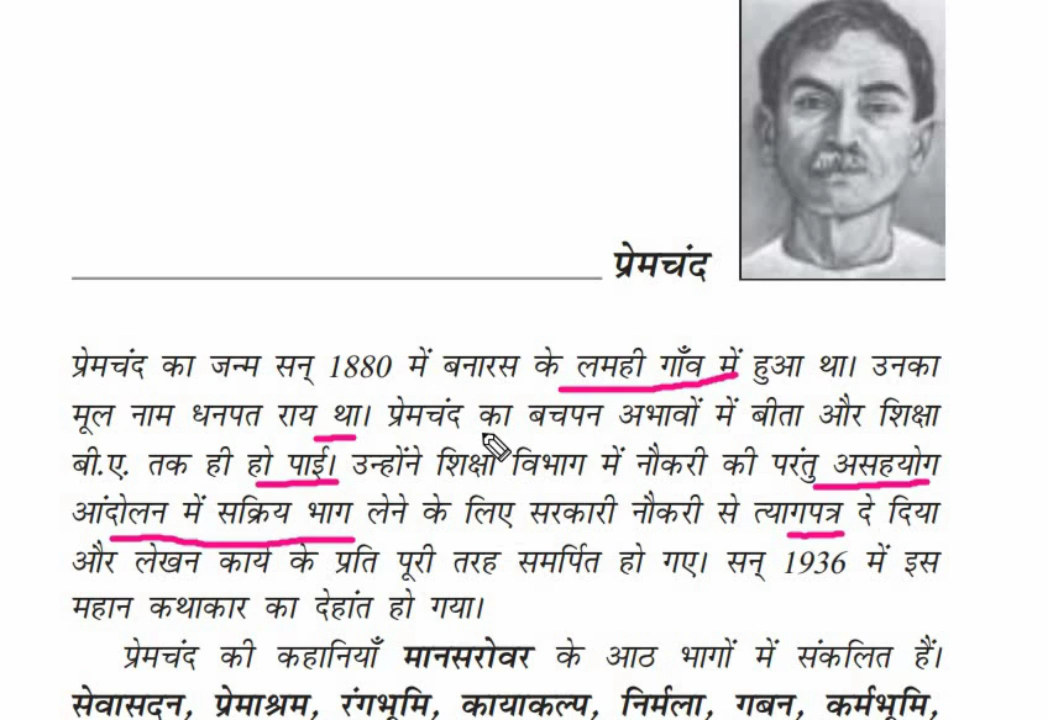 प्रेमचंद
प्रेमचंद का जन्म सन् 1880 में बनारस के लमही गाँव में हुआ था। उनका
मूल नाम धनपत राय था। प्रेमचंद का बचपन अभावों में बीता और शिक्षा
बी.ए. तक ही हो पाई। उन्होंने शिक्षा विभाग में नौकरी की परंतु असहयोग
आंदोलन में सक्रिय भाग लेने के लिए सरकारी नौकरी से त्यागपत्र दे दिया
और लेखन कार्य के प्रति पूरी तरह समर्पित हो गए। सन् 1936 में इस
महान कथाकार का देहांत हो गया।
प्रेमचंद की कहानियाँ मानसरोवर के आठ भागों में संकलित हैं।
सेवासदन, प्रेमाश्रम, रंगभूमि, कायाकल्प, निर्मला, गबन, कर्मभूमि,